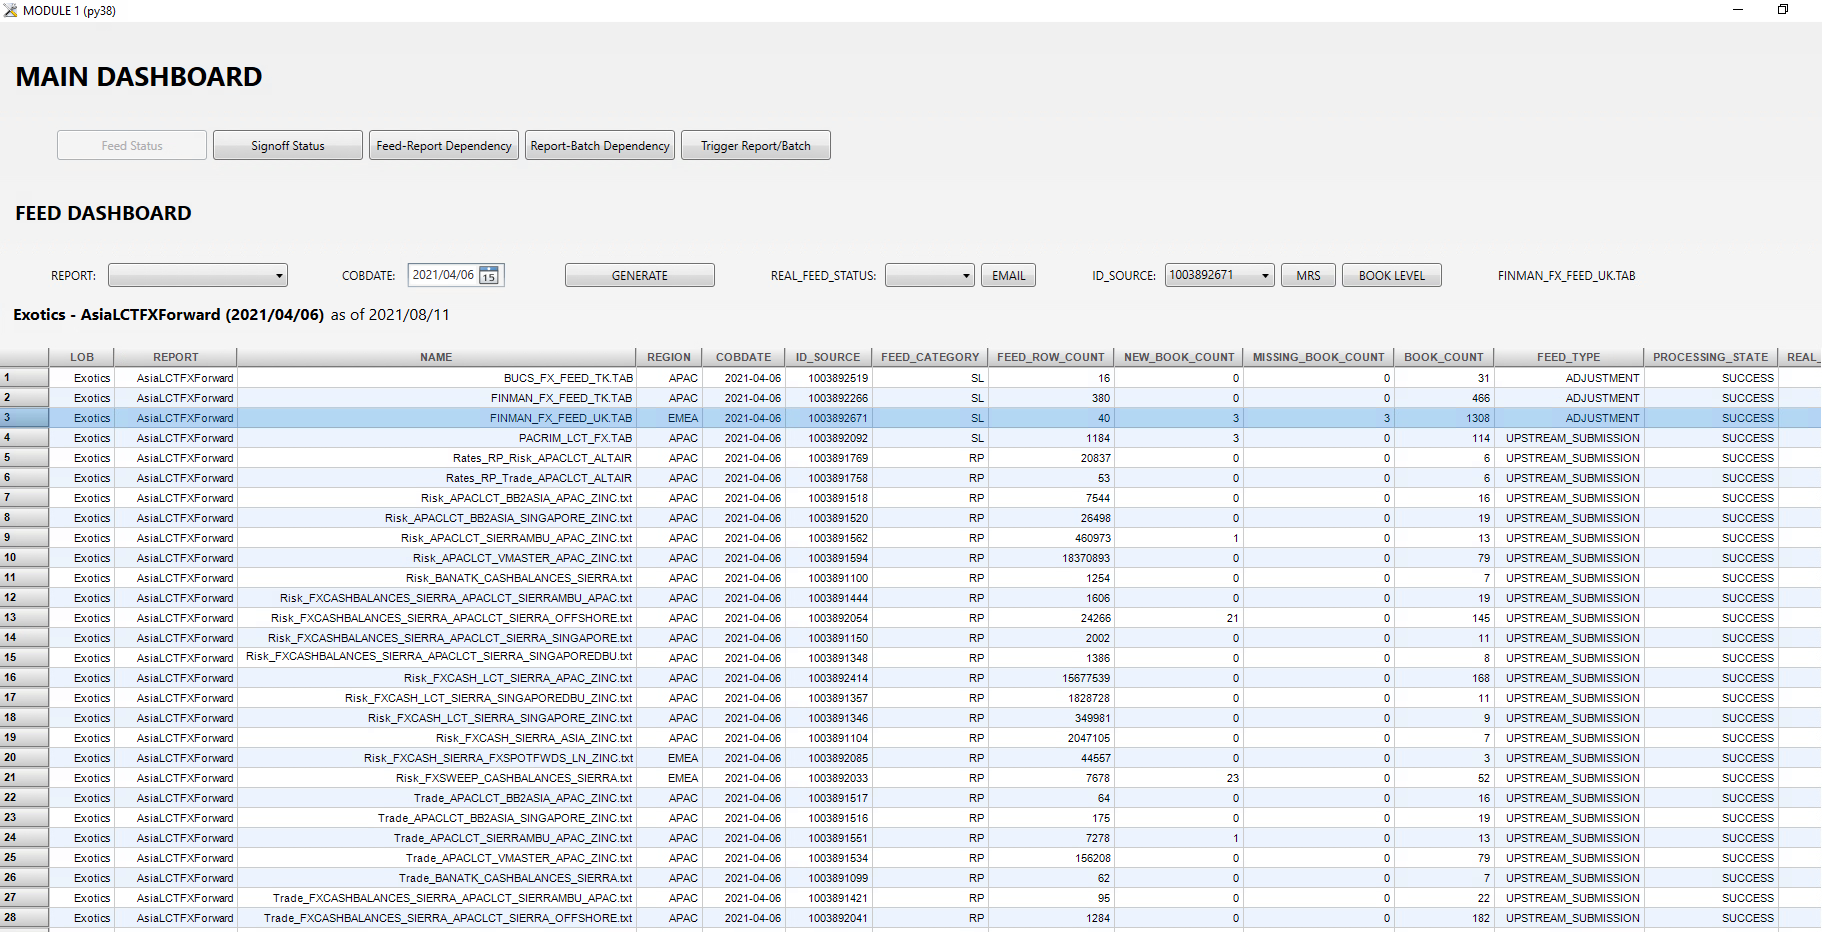 MODULE 1 (py38)
MAIN DASHBOARD
Feed Status Signoff Status Feed-Report Dependency Report-Batch Dependency Trigger Report/Batch
FEED DASHBOARD
REPORT: COBDATE: 2021/04/06 15 GENERATE REAL_FEED_STATUS: EMAIL ID_SOURCE: 1003892671 MRS BOOK LEVEL FINMAN_FX_FEED_UK.TAB
Exotics - AsiaLCTFXForward (2021/04/06) as of 2021/08/11
LOB REPORT NAME REGION COBDATE ID_SOURCE FEED_CATEGORY FEED_ROW_COUNT NEW_BOOK_COUNT MISSING_BOOK_COUNT BOOK_COUNT FEED_TYPE PROCESSING_STATE REAL_
1 Exotics AsiaLCTFXForward BUCS_FX_FEED_TK.TAB APAC 2021-04-06 1003892519 SL 16 0 0 31 ADJUSTMENT SUCCESS
2 Exotics AsiaLCTFXForward FINMAN_FX_FEED_TK.TAB APAC 2021-04-06 1003892266 SL 380 0 0 466 ADJUSTMENT SUCCESS
3 Exotics AsiaLCTFXForward FINMAN_FX_FEED_UK.TAB EMEA 2021-04-06 1003892671 SL 40 3 3 1308 ADJUSTMENT SUCCESS
4 Exotics AsiaLCTFXForward PACRIM_LCT_FX.TAB APAC 2021-04-06 1003892092 SL 1184 3 0 114 UPSTREAM_SUBMISSION SUCCESS
5 Exotics AsiaLCTFXForward Rates_RP_Risk_APACLCT_ALTAIR APAC 2021-04-06 1003891769 RP 20837 0 0 6 UPSTREAM_SUBMISSION SUCCESS
6 Exotics AsiaLCTFXForward Rates_RP_Trade_APACLCT_ALTAIR APAC 2021-04-06 1003891758 RP 53 0 0 6 UPSTREAM_SUBMISSION SUCCESS
7 Exotics AsiaLCTFXForward Risk_APACLCT_BB2ASIA_APAC_ZINC.txt APAC 2021-04-06 1003891518 RP 7544 0 0 16 UPSTREAM_SUBMISSION SUCCESS
8 Exotics AsiaLCTFXForward Risk_APACLCT_BB2ASIA_SINGAPORE_ZINC.txt APAC 2021-04-06 1003891520 RP 26498 0 0 19 UPSTREAM_SUBMISSION SUCCESS
9 Exotics AsiaLCTFXForward Risk_APACLCT_SIERRAMBU_APAC_ZINC.txt APAC 2021-04-06 1003891562 RP 460973 1 0 13 UPSTREAM_SUBMISSION SUCCESS
10 Exotics AsiaLCTFXForward Risk_APACLCT_VMASTER_APAC_ZINC.txt APAC 2021-04-06 1003891594 RP 18370893 0 0 79 UPSTREAM_SUBMISSION SUCCESS
11 Exotics AsiaLCTFXForward Risk_BANATK_CASHBALANCES_SIERRA.txt APAC 2021-04-06 1003891100 RP 1254 0 0 7 UPSTREAM_SUBMISSION SUCCESS
12 Exotics AsiaLCTFXForward Risk_FXCASHBALANCES_SIERRA_APACLCT_SIERRAMBU_APAC.txt APAC 2021-04-06 1003891444 RP 1606 0 0 19 UPSTREAM_SUBMISSION SUCCESS
13 Exotics AsiaLCTFXForward Risk_FXCASHBALANCES_SIERRA_APACLCT_SIERRA_OFFSHORE.txt APAC 2021-04-06 1003892054 RP 24266 21 0 145 UPSTREAM_SUBMISSION SUCCESS
14 Exotics AsiaLCTFXForward Risk_FXCASHBALANCES_SIERRA_APACLCT_SIERRA_SINGAPORE.txt APAC 2021-04-06 1003891150 RP 2002 0 0 11 UPSTREAM_SUBMISSION SUCCESS
15 Exotics AsiaLCTFXForward Risk_FXCASHBALANCES_SIERRA_APACLCT_SIERRA_SINGAPOREDBU.txt APAC 2021-04-06 1003891348 RP 1386 0 0 8 UPSTREAM_SUBMISSION SUCCESS
16 Exotics AsiaLCTFXForward Risk_FXCASH_LCT_SIERRA_APAC_ZINC.txt APAC 2021-04-06 1003892414 RP 15677539 0 0 168 UPSTREAM_SUBMISSION SUCCESS
17 Exotics AsiaLCTFXForward Risk_FXCASH_LCT_SIERRA_SINGAPOREDBU_ZINC.txt APAC 2021-04-06 1003891357 RP 1828728 0 0 11 UPSTREAM_SUBMISSION SUCCESS
18 Exotics AsiaLCTFXForward Risk_FXCASH_LCT_SIERRA_SINGAPORE_ZINC.txt APAC 2021-04-06 1003891346 RP 349981 0 0 9 UPSTREAM_SUBMISSION SUCCESS
19 Exotics AsiaLCTFXForward Risk_FXCASH_SIERRA_ASIA_ZINC.txt APAC 2021-04-06 1003891104 RP 2047105 0 0 7 UPSTREAM_SUBMISSION SUCCESS
20 Exotics AsiaLCTFXForward Risk_FXCASH_SIERRA_FXSPOTFWDS_LN_ZINC.txt EMEA 2021-04-06 1003892085 RP 44557 0 0 3 UPSTREAM_SUBMISSION SUCCESS
21 Exotics AsiaLCTFXForward Risk_FXSWEEP_CASHBALANCES_SIERRA.txt EMEA 2021-04-06 1003892033 RP 7678 23 0 52 UPSTREAM_SUBMISSION SUCCESS
22 Exotics AsiaLCTFXForward Trade_APACLCT_BB2ASIA_APAC_ZINC.txt APAC 2021-04-06 1003891517 RP 64 0 0 16 UPSTREAM_SUBMISSION SUCCESS
23 Exotics AsiaLCTFXForward Trade_APACLCT_BB2ASIA_SINGAPORE_ZINC.txt APAC 2021-04-06 1003891516 RP 175 0 0 19 UPSTREAM_SUBMISSION SUCCESS
24 Exotics AsiaLCTFXForward Trade_APACLCT_SIERRAMBU_APAC_ZINC.txt APAC 2021-04-06 1003891551 RP 7278 1 0 13 UPSTREAM_SUBMISSION SUCCESS
25 Exotics AsiaLCTFXForward Trade_APACLCT_VMASTER_APAC_ZINC.txt APAC 2021-04-06 1003891534 RP 156208 0 0 79 UPSTREAM_SUBMISSION SUCCESS
26 Exotics AsiaLCTFXForward Trade_BANATK_CASHBALANCES_SIERRA.txt APAC 2021-04-06 1003891099 RP 62 0 0 7 UPSTREAM_SUBMISSION SUCCESS
27 Exotics AsiaLCTFXForward Trade_FXCASHBALANCES_SIERRA_APACLCT_SIERRAMBU_APAC.txt APAC 2021-04-06 1003891421 RP 95 0 0 22 UPSTREAM_SUBMISSION SUCCESS
28 Exotics AsiaLCTFXForward Trade_FXCASHBALANCES_SIERRA_APACLCT_SIERRA_OFFSHORE.txt APAC 2021-04-06 1003892041 RP 1284 0 0 182 UPSTREAM_SUBMISSION SUCCESS